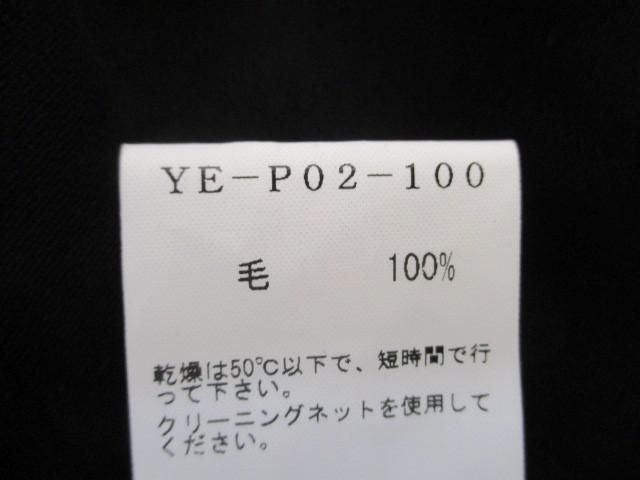 YE-P02-100
毛 100%
乾燥は50℃以下で、短時間で行
って下さい。
クリーニングネットを使用して
ください。